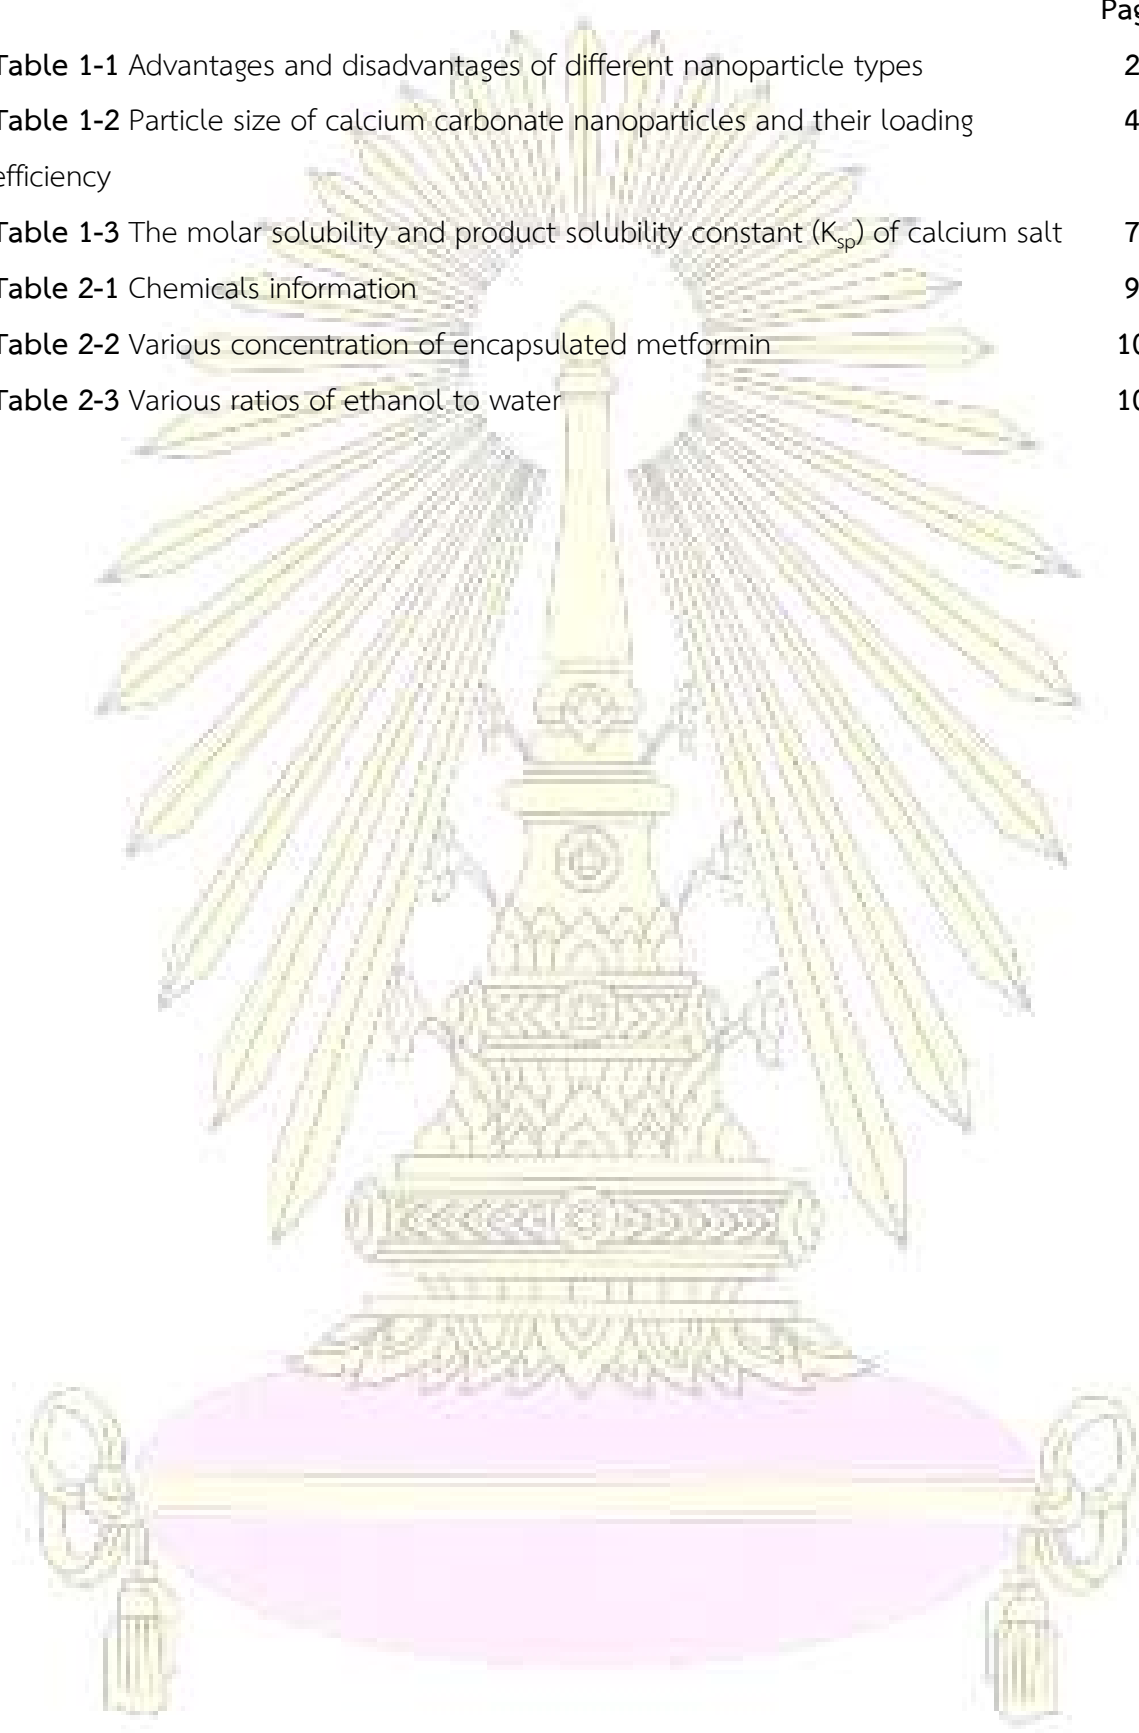 Pag
Table 1-1 Advantages and disadvantages of different nanoparticle types 2
Table 1-2 Particle size of calcium carbonate nanoparticles and their loading 4
efficiency
Table 1-3 The molar solubility and product solubility constant (Ksp) of calcium salt 7
Table 2-1 Chemicals information 9
Table 2-2 Various concentration of encapsulated metformin 10
Table 2-3 Various ratios of ethanol to water 10